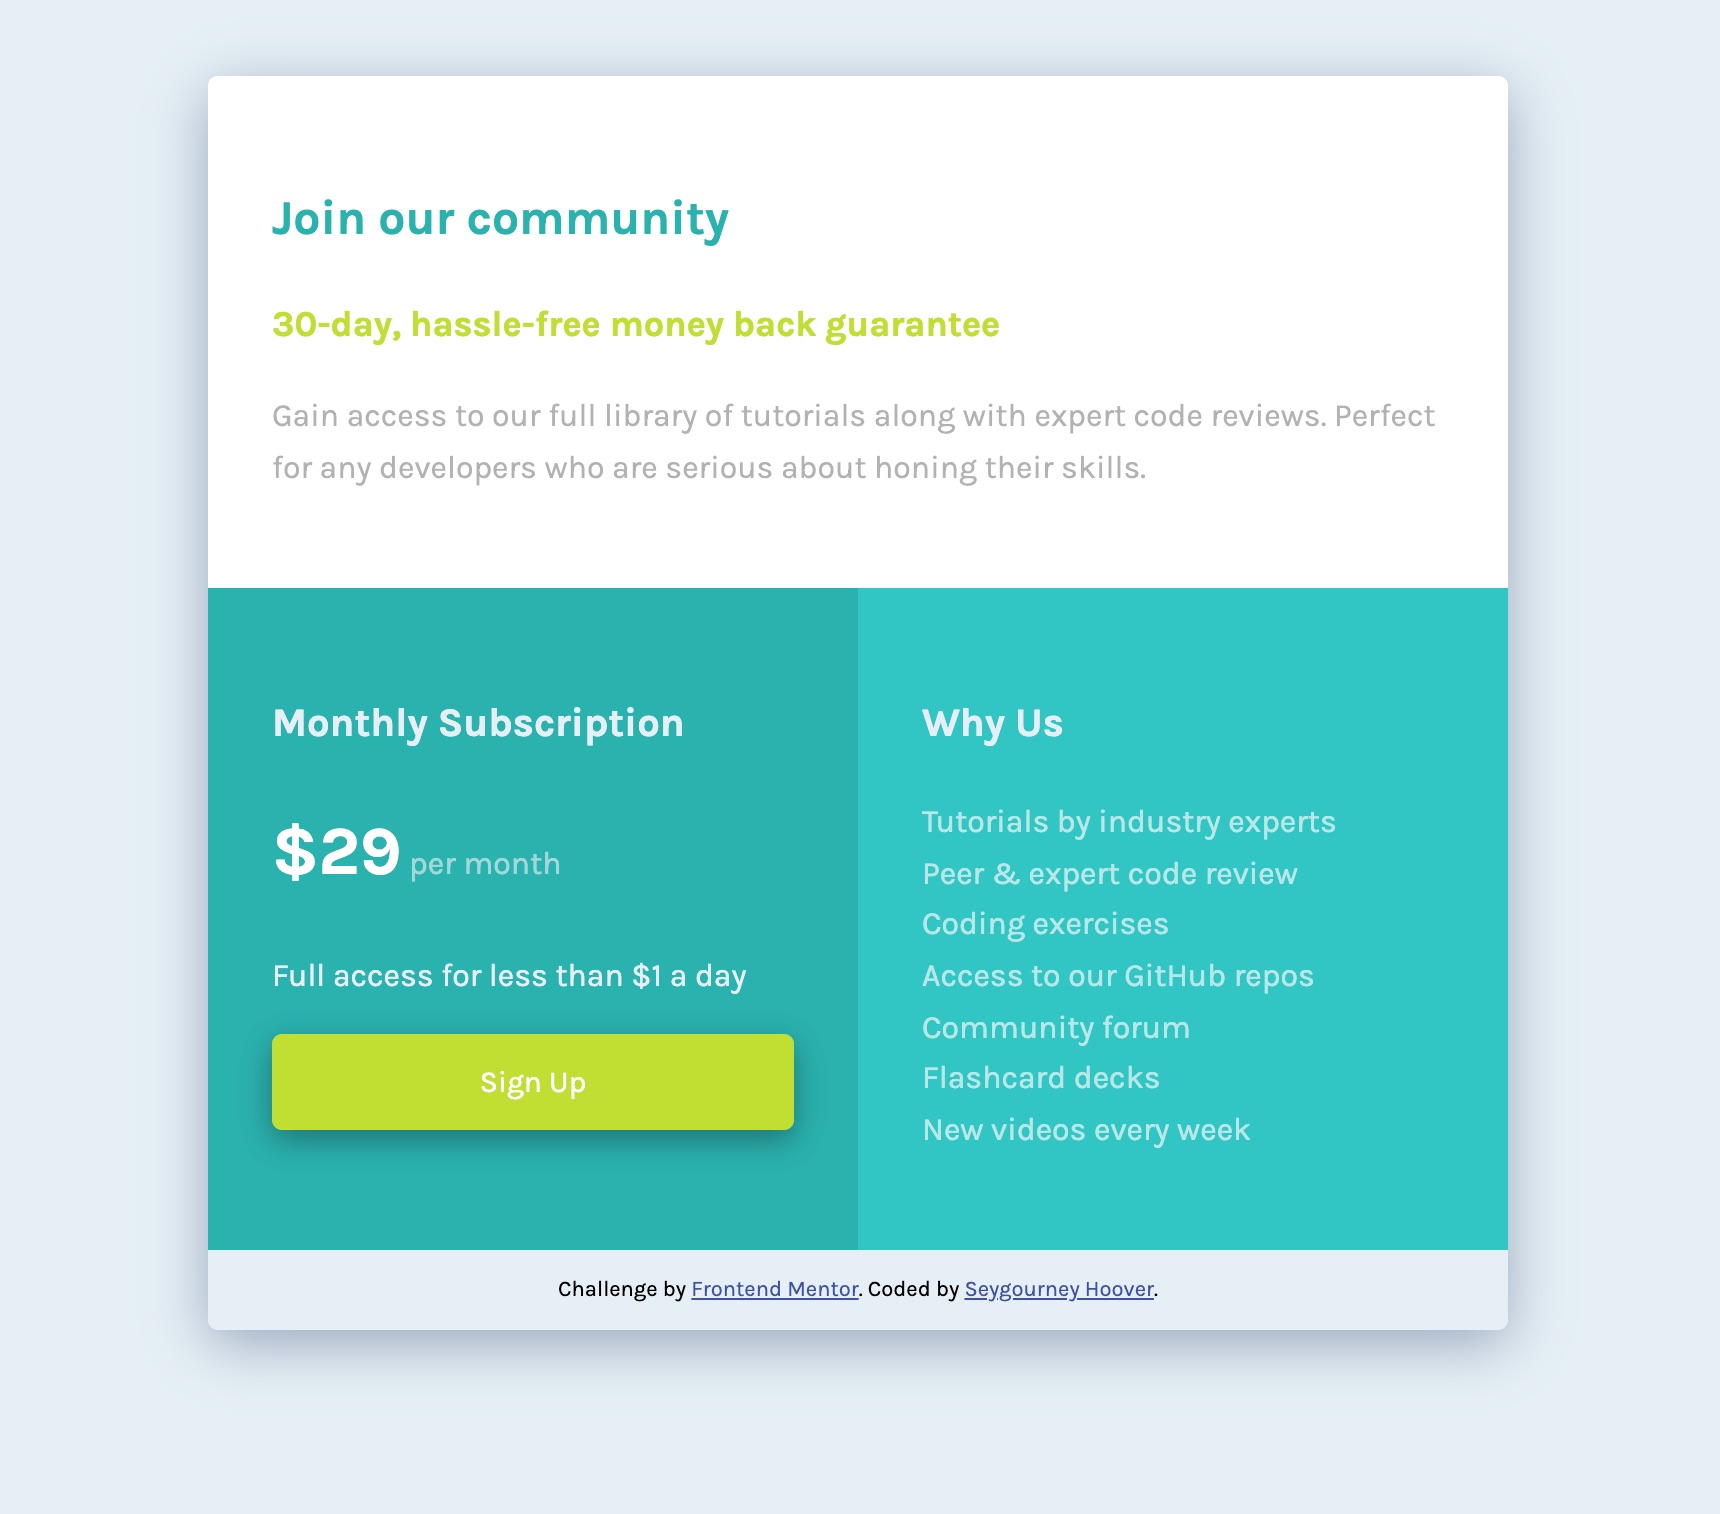 Join our community
30-day, hassle-free money back guarantee
Gain access to our full library of tutorials along with expert code reviews. Perfect
for any developers who are serious about honing their skills.
Monthly Subscription
$29 per month
Full access for less than $1 a day
Sign Up
Why Us
Tutorials by industry experts
Peer & expert code review
Coding exercises
Access to our GitHub repos
Community forum
Flashcard decks
New videos every week
Challenge by Frontend Mentor. Coded by Seygourney Hoover.